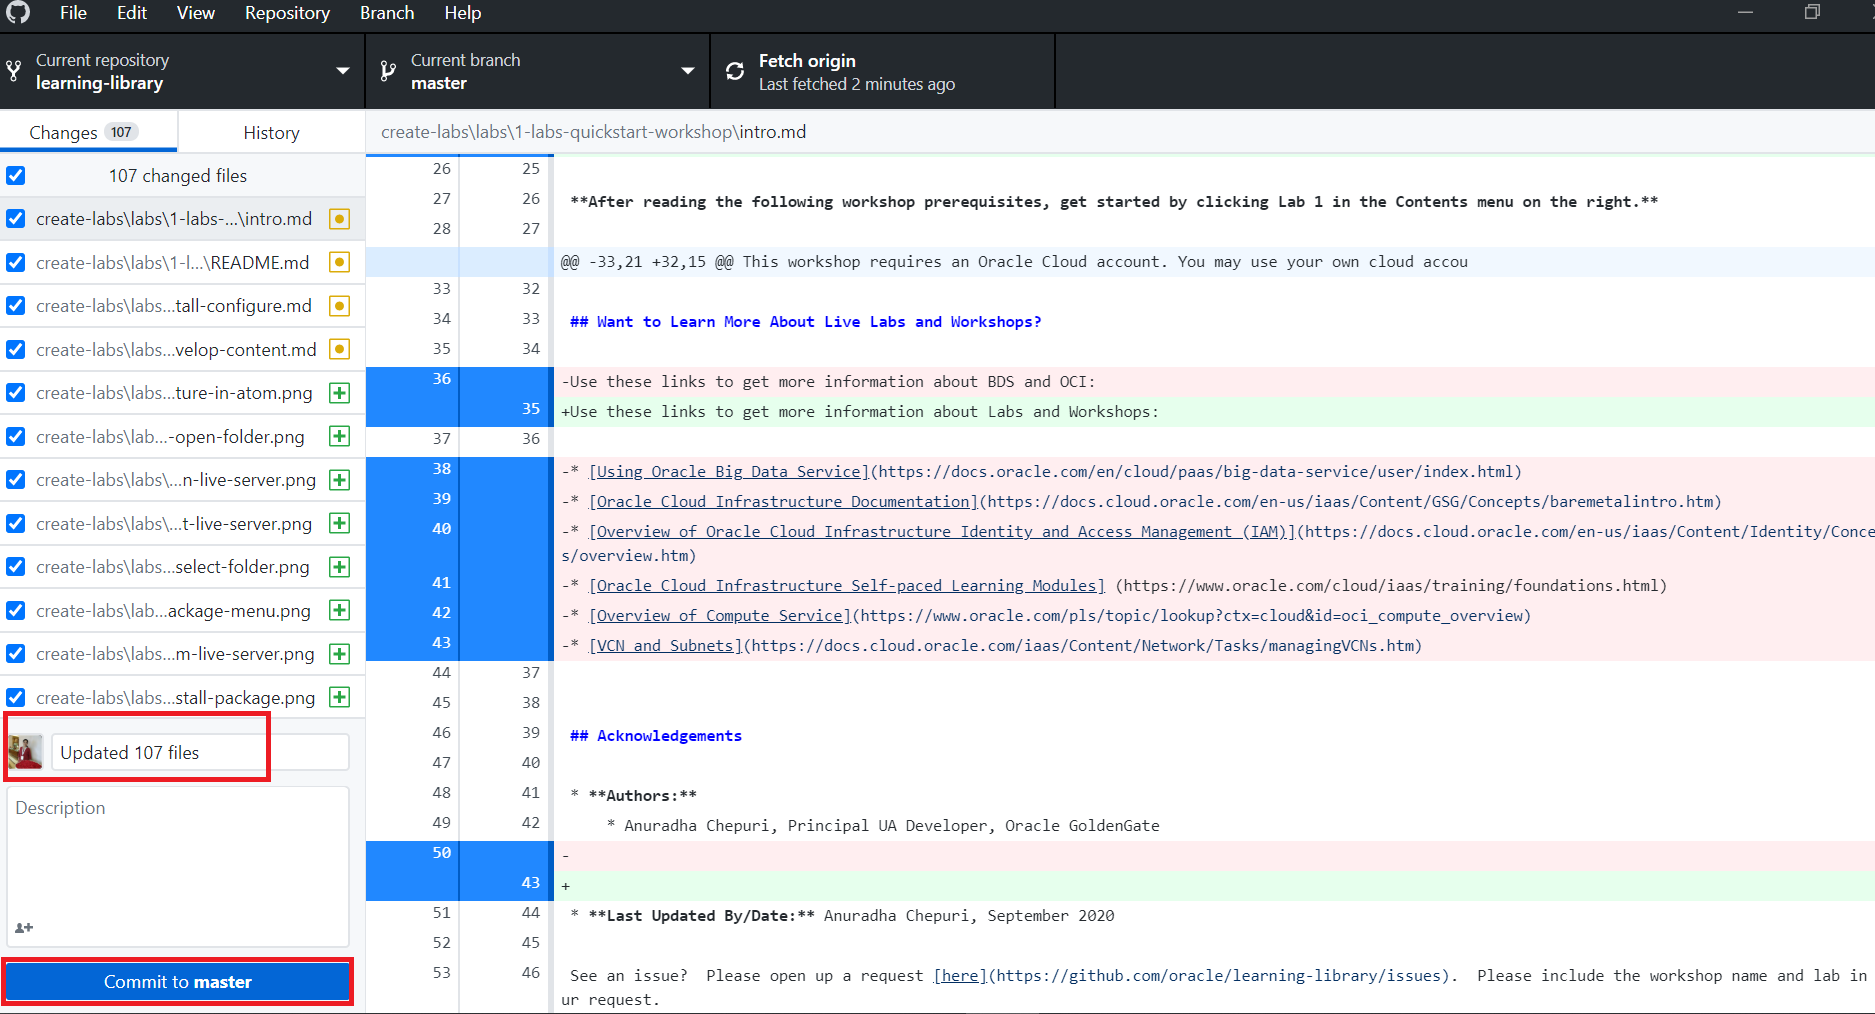 File Edit View Repository Branch Help
Current repository
learning-library
Current branch
master
Fetch origin
Last fetched 2 minutes ago
Changes 107
History
create-labs\labs\1-labs-quickstart-workshop\intro.md
107 changed files
create-labs\labs\1-labs-...\intro.md
create-labs\labs\1-l...\README.md
create-labs\labs...tall-configure.md
create-labs\labs...velop-content.md
create-labs\labs...ture-in-atom.png
create-labs\lab...-open-folder.png
create-labs\labs\...n-live-server.png
create-labs\labs\...t-live-server.png
create-labs\labs...select-folder.png
create-labs\lab...ackage-menu.png
create-labs\labs...m-live-server.png
create-labs\labs...stall-package.png
Updated 107 files
Description
Commit to master
26 25
27 26 **After reading the following workshop prerequisites, get started by clicking Lab 1 in the Contents menu on the right.**
28 27
@@ -33,21 +32,15 @@ This workshop requires an Oracle Cloud account. You may use your own cloud accou
33 32
34 33 ## Want to Learn More About Live Labs and Workshops?
35 34
36 -Use these links to get more information about BDS and OCI:
35 +Use these links to get more information about Labs and Workshops:
37 36
38 -* [Using Oracle Big Data Service](https://docs.oracle.com/en/cloud/paas/big-data-service/user/index.html)
39 -* [Oracle Cloud Infrastructure Documentation](https://docs.cloud.oracle.com/en-us/iaas/Content/GSG/Concepts/baremetalintro.htm)
40 -* [Overview of Oracle Cloud Infrastructure Identity and Access Management (IAM)](https://docs.cloud.oracle.com/en-us/iaas/Content/Identity/Conce
s/overview.htm)
41 -* [Oracle Cloud Infrastructure Self-paced Learning Modules] (https://www.oracle.com/cloud/iaas/training/foundations.html)
42 -* [Overview of Compute Service](https://www.oracle.com/pls/topic/lookup?ctx=cloud&id=oci_compute_overview)
43 -* [VCN and Subnets](https://docs.cloud.oracle.com/iaas/Content/Network/Tasks/managingVCNs.htm)
44 37
45 38
46 39 ## Acknowledgements
47 40
48 41 * **Authors:**
49 42 * Anuradha Chepuri, Principal UA Developer, Oracle GoldenGate
50 -
43 +
51 44 * **Last Updated By/Date:** Anuradha Chepuri, September 2020
52 45
53 46 See an issue? Please open up a request [here](https://github.com/oracle/learning-library/issues). Please include the workshop name and lab in
ur request.